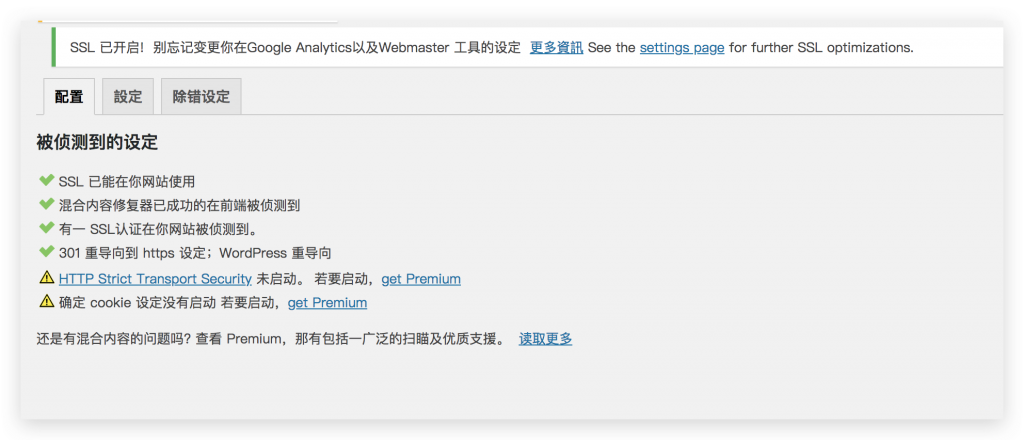 SSL 已开启！别忘记变更你在Google Analytics以及Webmaster 工具的设定 更多資訊 See the settings page for further SSL optimizations.
配置 設定 除错设定
被侦测到的设定
SSL 已能在你网站使用
混合内容修复器已成功的在前端被侦测到
有一 SSL认证在你网站被侦测到。
301 重导向到 https 设定；WordPress 重导向
HTTP Strict Transport Security 未启动。 若要启动，get Premium
确定 cookie 设定没有启动 若要启动，get Premium
还是有混合内容的问题吗? 查看 Premium，那有包括一广泛的扫瞄及优质支援。 读取更多